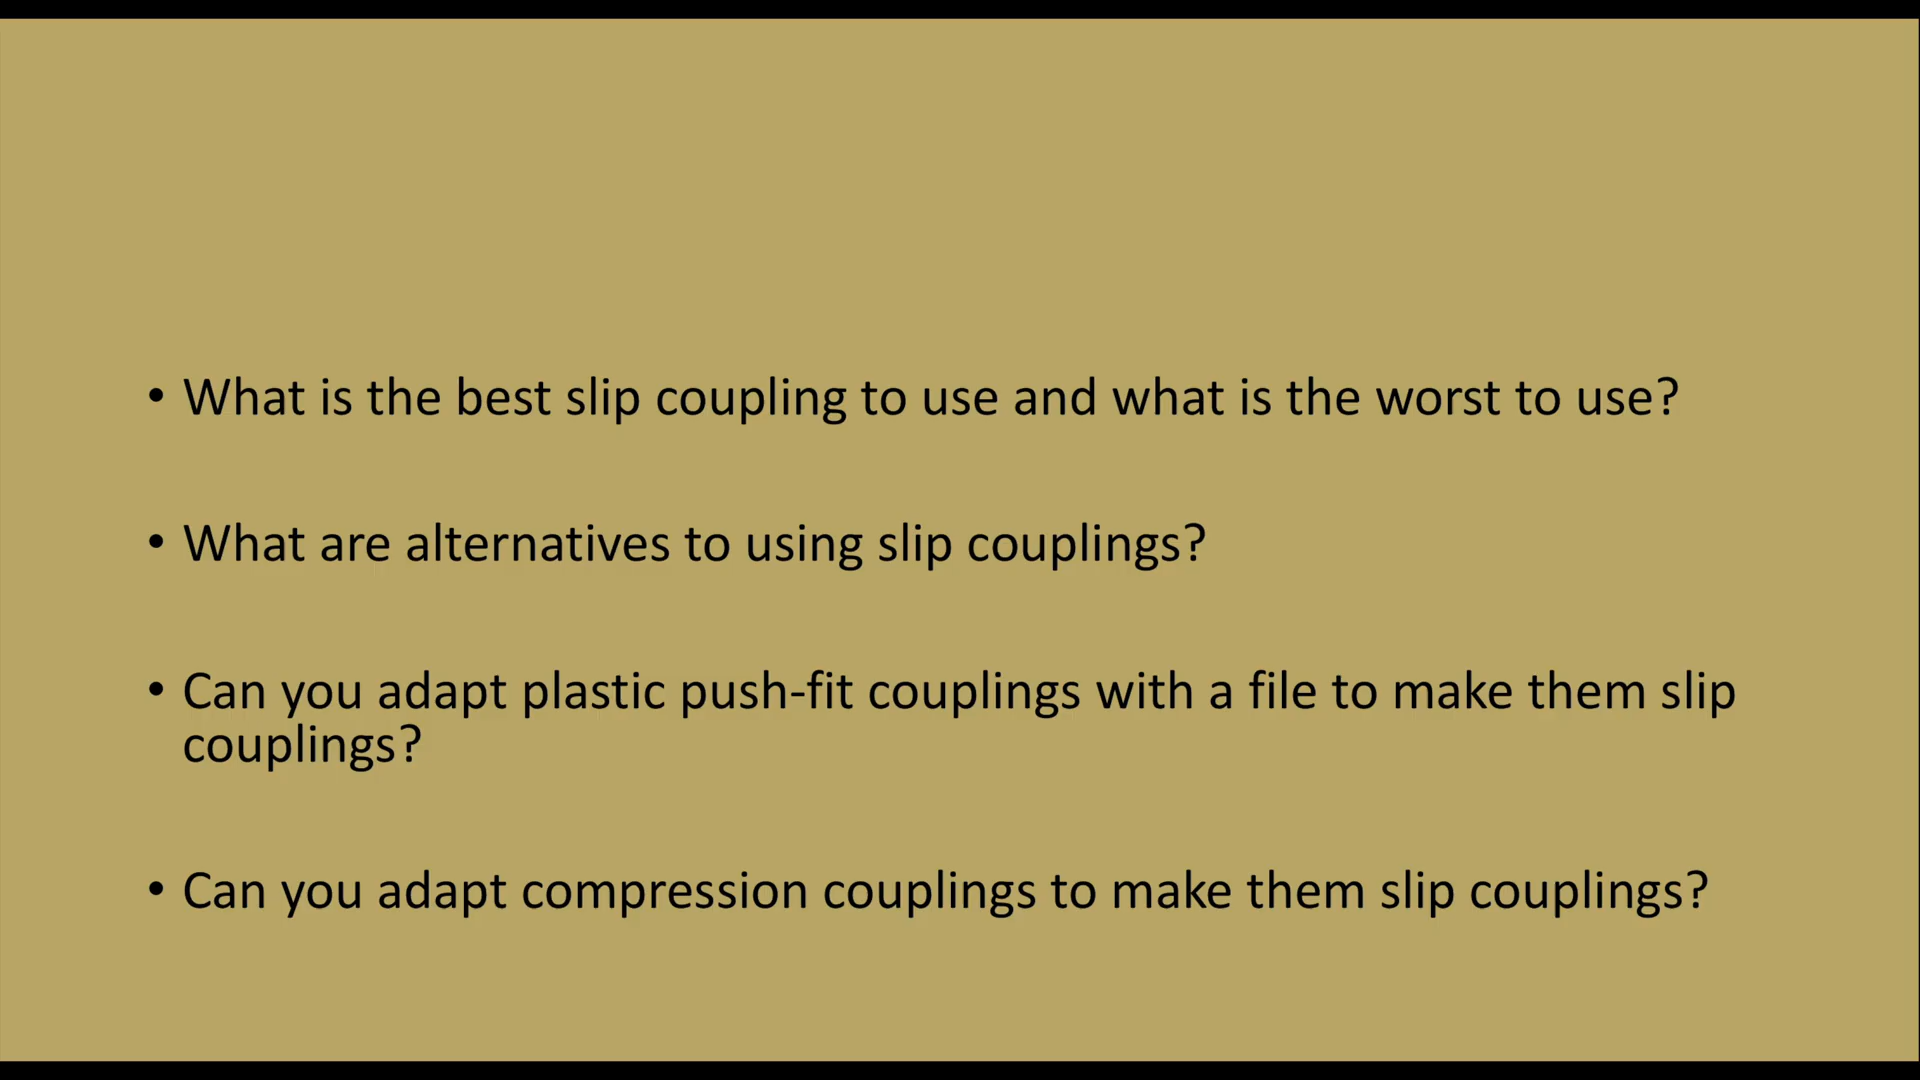 • What is the best slip coupling to use and what is the worst to use?
• What are alternatives to using slip couplings?
• Can you adapt plastic push-fit couplings with a file to make them slip
couplings?
• Can you adapt compression couplings to make them slip couplings?